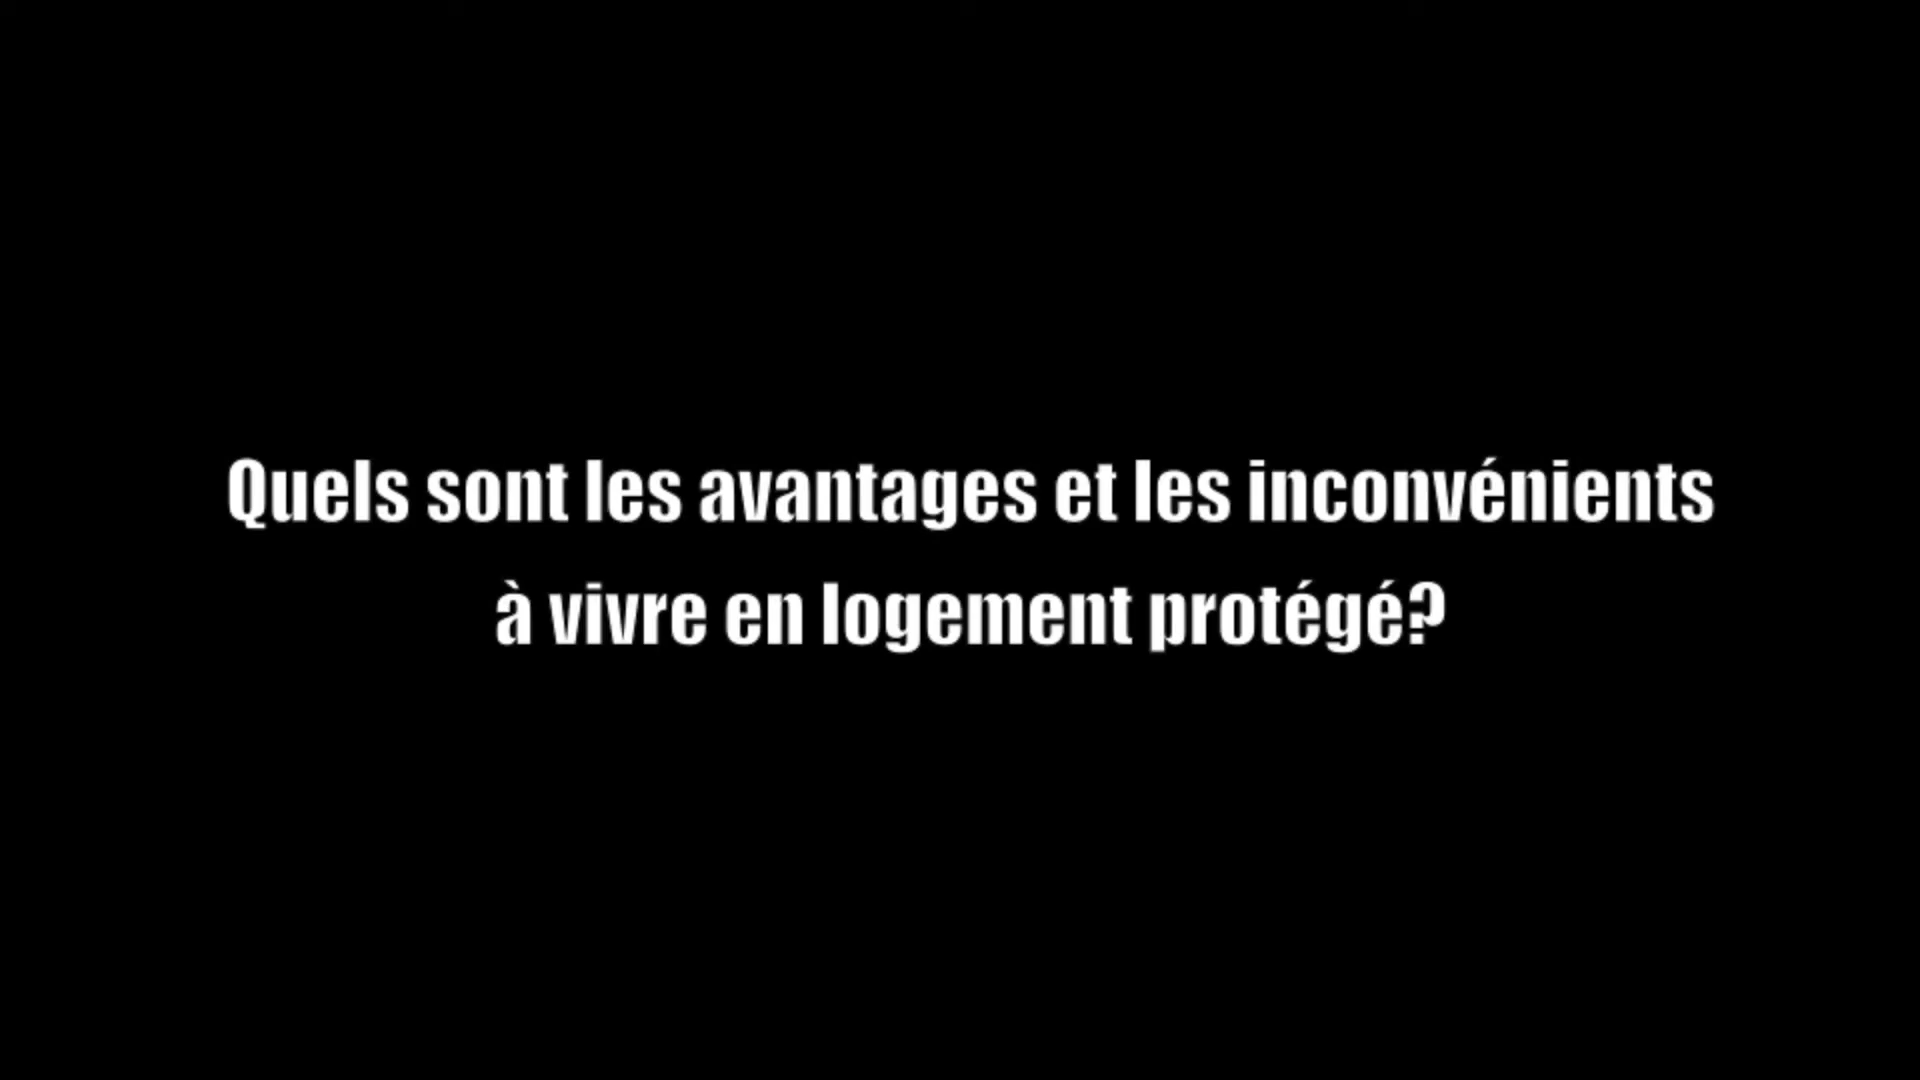 Quels sont les avantages et les inconvénients
à vivre en logement protégé?